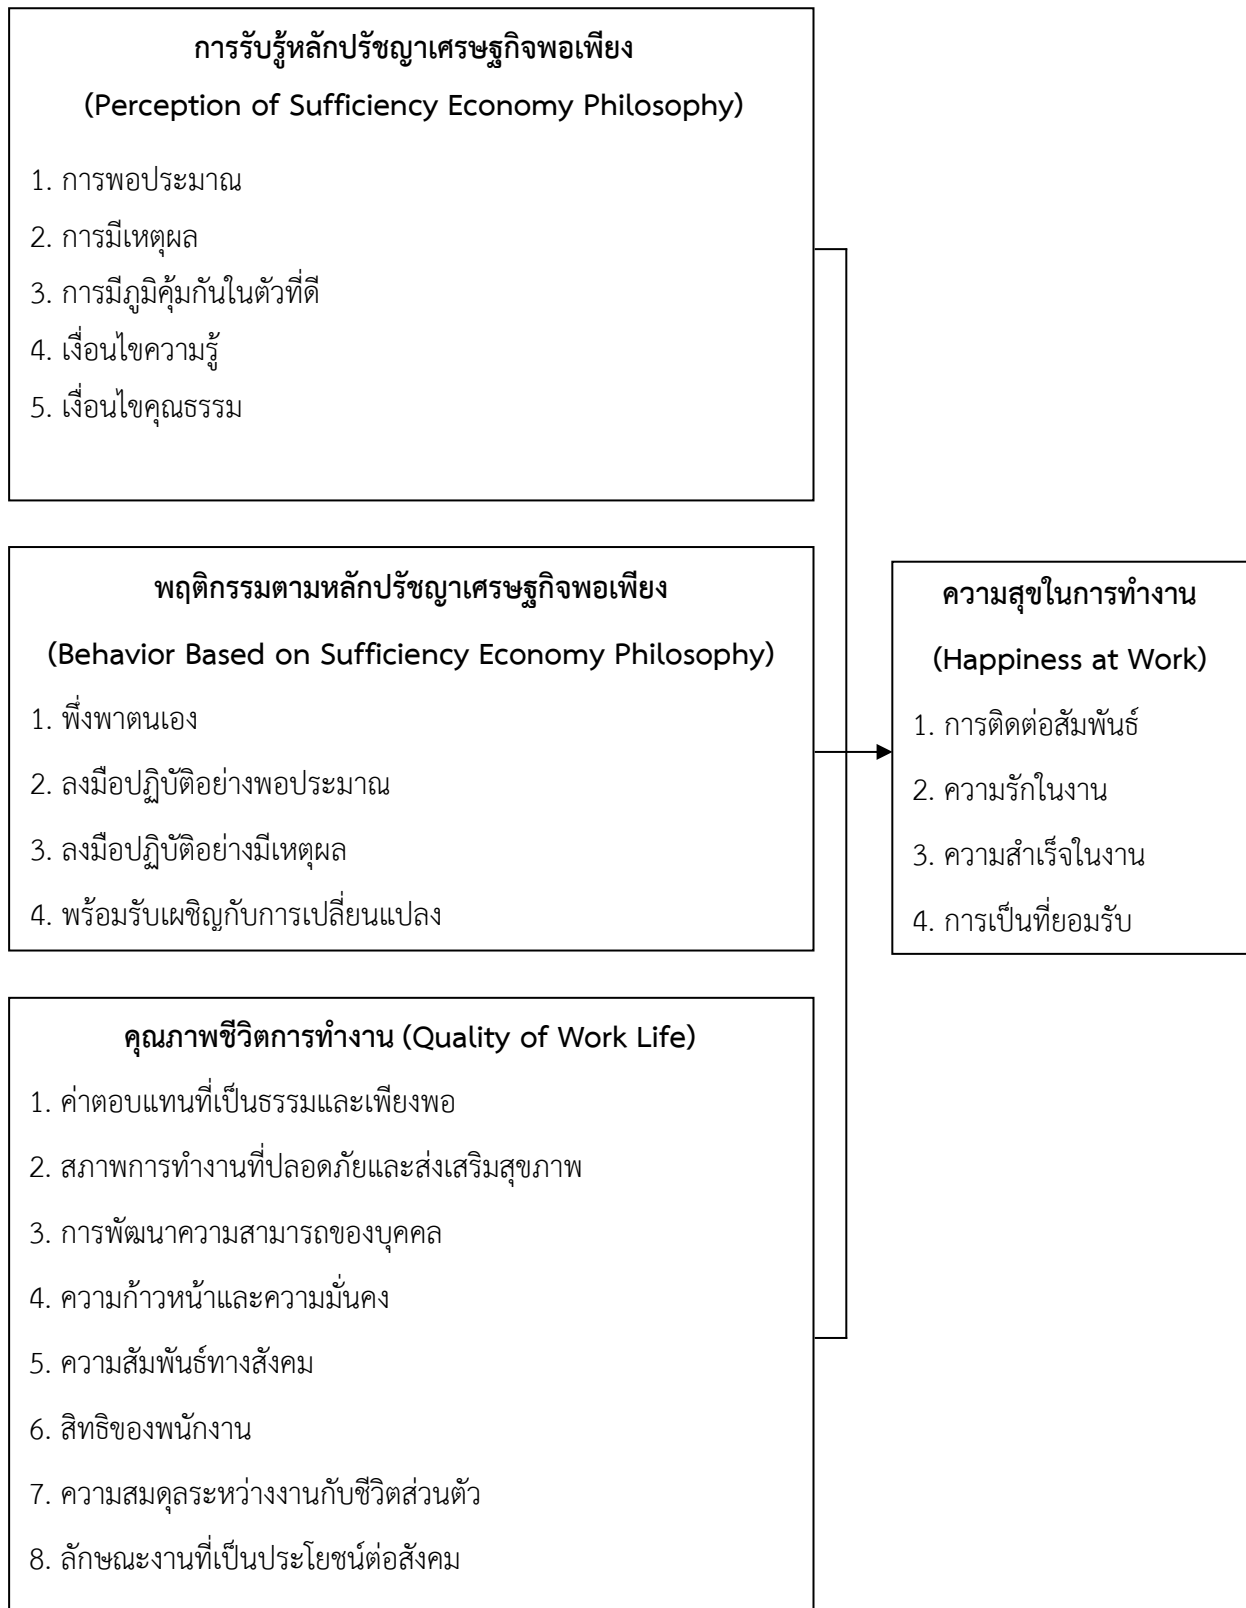 การรับรู้หลักปรัชญาเศรษฐกิจพอเพียง
(Perception of Sufficiency Economy Philosophy)
1. การพอประมาณ
2. การมีเหตุผล
3. การมีภูมิคุ้มกันในตัวที่ดี
4. เงื่อนไขความรู้
5. เงื่อนไขคุณธรรม
พฤติกรรมตามหลักปรัชญาเศรษฐกิจพอเพียง
(Behavior Based on Sufficiency Economy Philosophy)
1. พึ่งพาตนเอง
2. ลงมือปฏิบัติอย่างพอประมาณ
3. ลงมือปฏิบัติอย่างมีเหตุผล
4. พร้อมรับเผชิญกับการเปลี่ยนแปลง
คุณภาพชีวิตการทำงาน (Quality of Work Life)
1. ค่าตอบแทนที่เป็นธรรมและเพียงพอ
2. สภาพการทำงานที่ปลอดภัยและส่งเสริมสุขภาพ
3. การพัฒนาความสามารถของบุคคล
4. ความก้าวหน้าและความมั่นคง
5. ความสัมพันธ์ทางสังคม
6. สิทธิของพนักงาน
7. ความสมดุลระหว่างงานกับชีวิตส่วนตัว
8. ลักษณะงานที่เป็นประโยชน์ต่อสังคม
ความสุขในการทำงาน
(Happiness at Work)
1. การติดต่อสัมพันธ์
2. ความรักในงาน
3. ความสำเร็จในงาน
4. การเป็นที่ยอมรับ